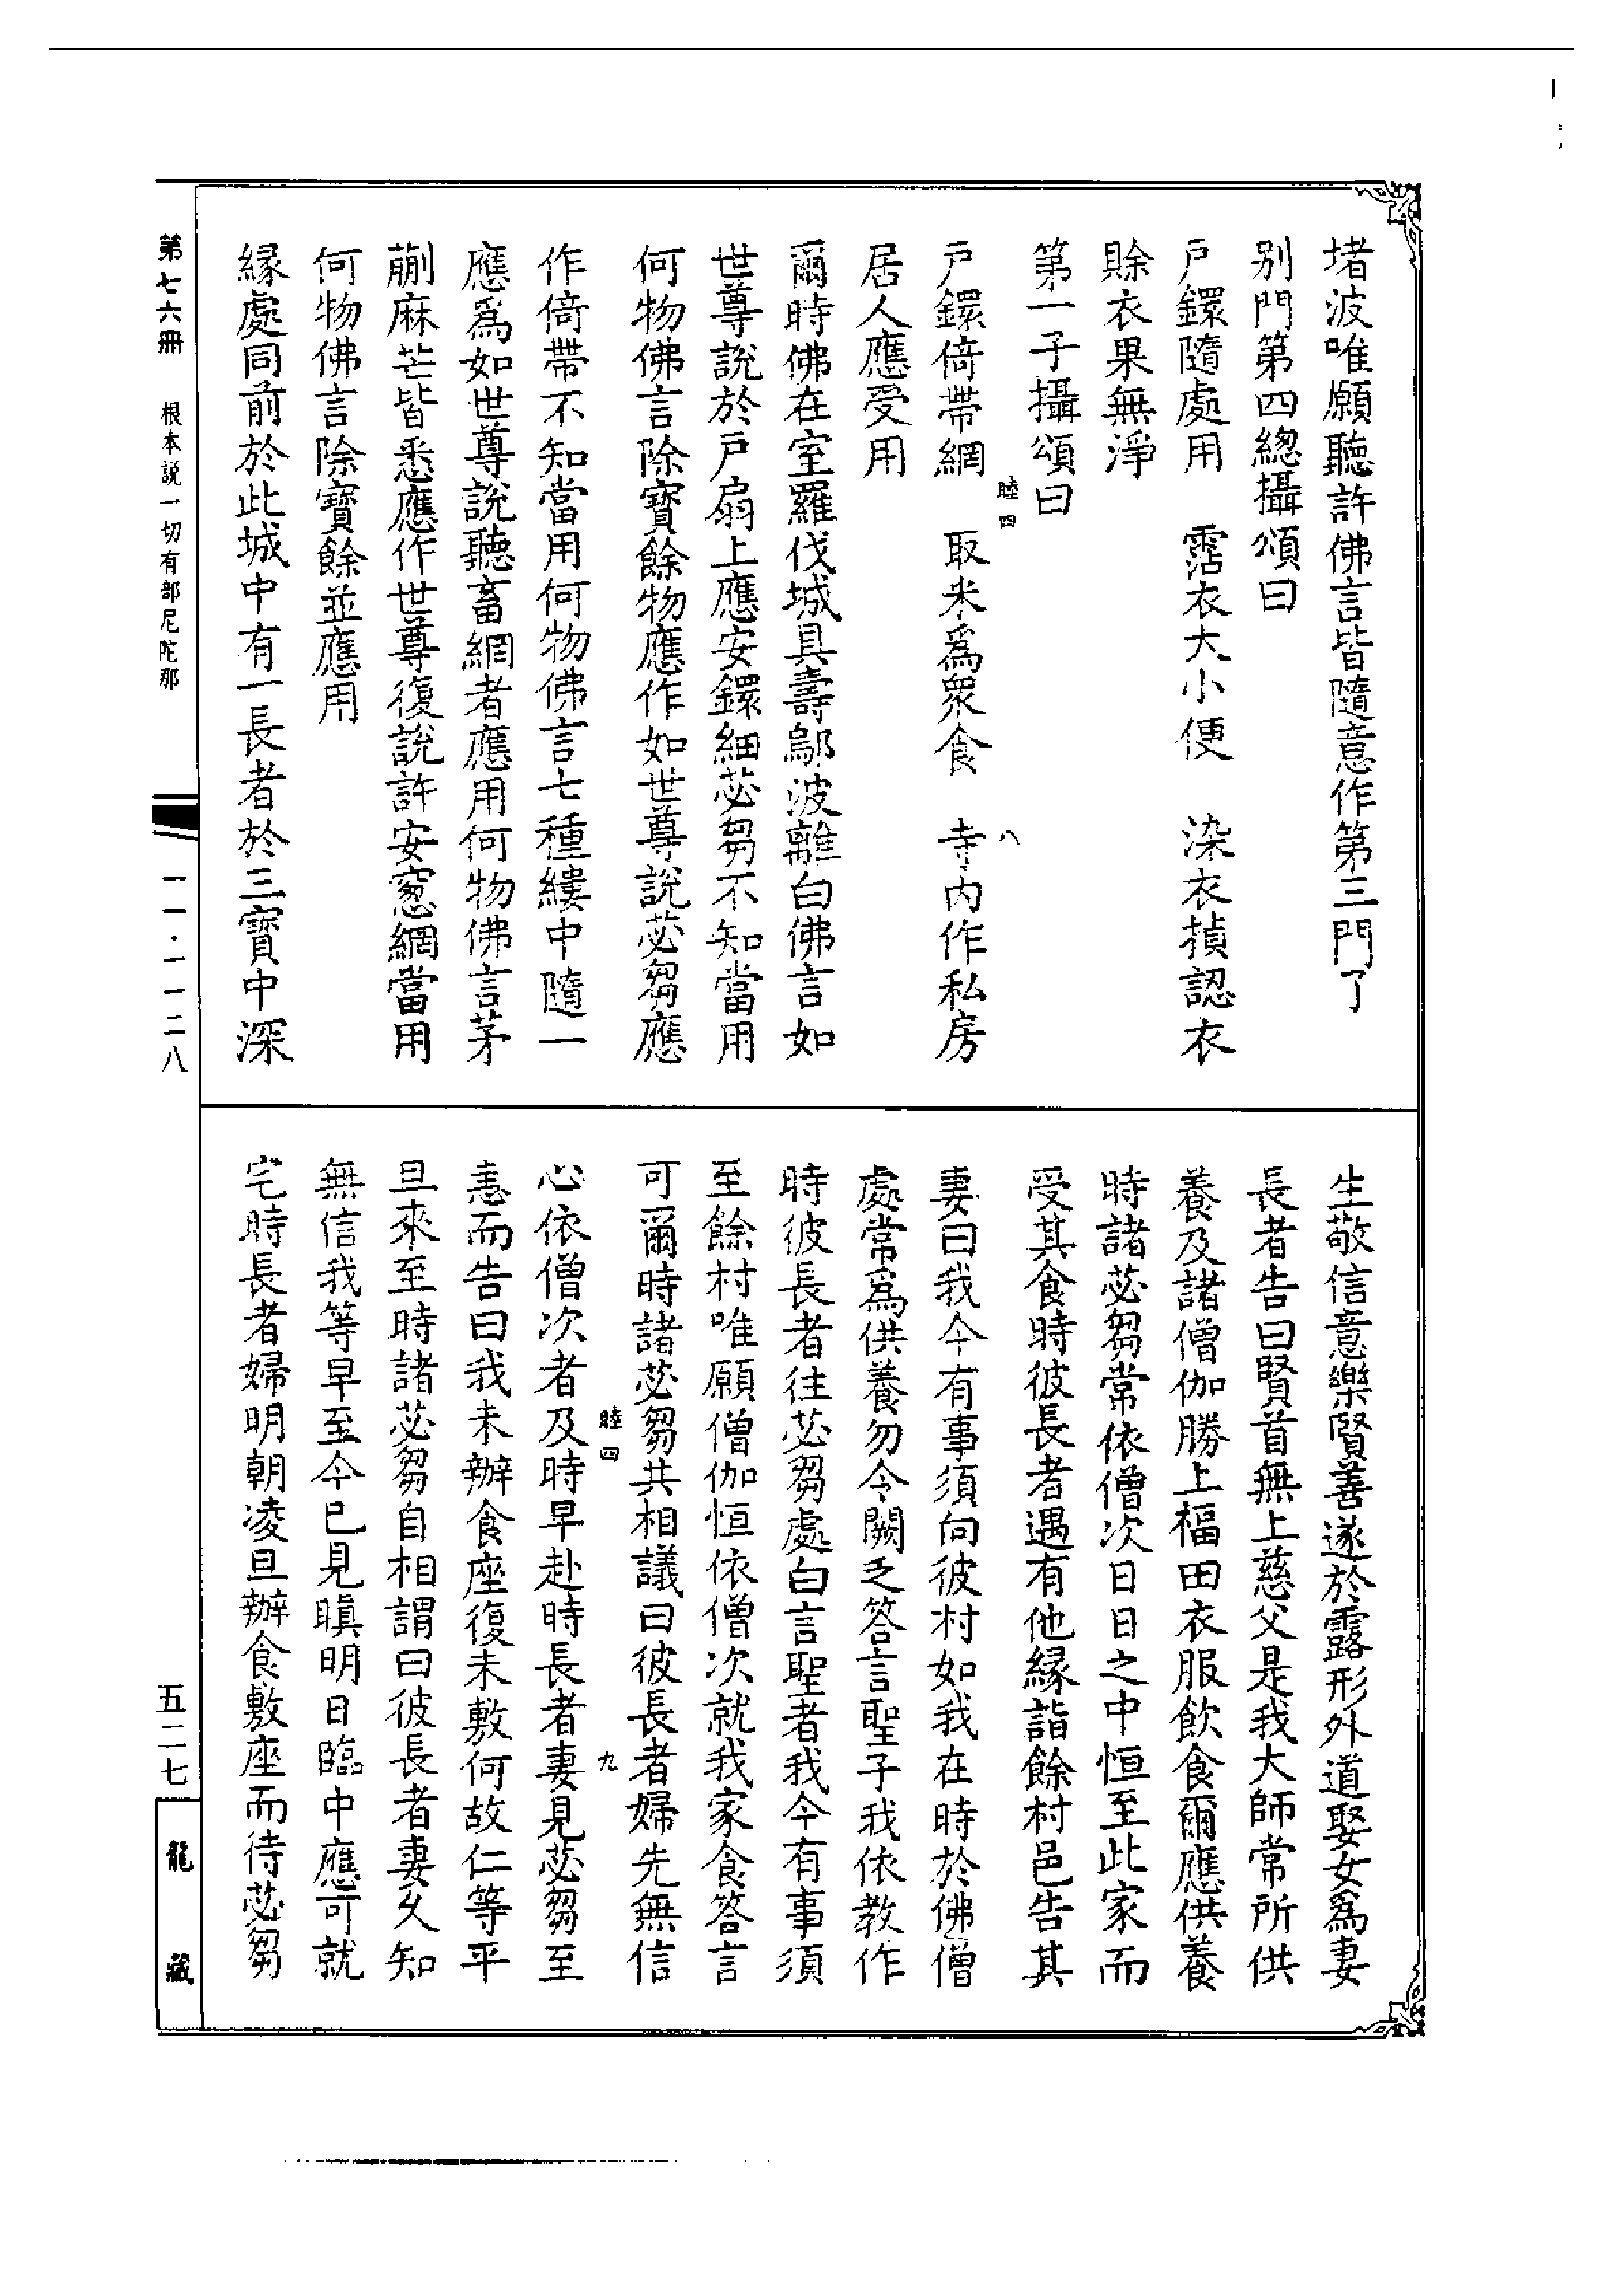 堵波唯願聽許佛言皆隨意作第三門了
別門第四總攝頌曰
戶鐶隨處用　霑衣大小便　染衣損認衣
賒衣果無淨
第一子攝頌曰
睦四　八
戶鐶倚帶網　取米爲衆食　寺內作私房
居人應受用
爾時佛在室羅伐城具壽鄔波離白佛言如
世尊說於戶扇上應安鐶紐苾芻不知當用
何物佛言除寶餘物應作如世尊說苾芻應
作倚帶不知當用何物佛言七種縷中隨一
應爲如世尊說聽畜網者應用何物佛言茅
蒯麻芒皆悉應作世尊復說許安窻網當用
何物佛言除寶餘並應用
緣處同前於此城中有一長者於三寶中深
生敬信意樂賢善遂於露形外道娶女爲妻
長者告曰賢首無上慈父是我大師常所供
養及諸僧伽勝上福田衣服飲食爾應供養
時諸苾芻常依僧次日日之中恒至此家而
受其食時彼長者遇有他緣詣餘村邑告其
妻曰我今有事須向彼村如我在時於佛僧
處常爲供養勿令闕乏答言聖子我依教作
時彼長者往苾芻處白言聖者我今有事須
至餘村唯願僧伽恒依僧次就我家食答言
可爾時諸苾芻共相議曰彼長者婦先無信
睦四　九
心依僧次者及時早赴時長者妻見苾芻至
恚而告曰我未辦食座復未敷何故仁等平
旦來至時諸苾芻自相謂曰彼長者妻久知
無信我等早至今已見瞋明日臨中應可就
宅時長者婦明朝凌旦辦食敷座而待苾芻
第七六冊　根本說一切有部尼陀那
一一·一一二八
五二七
龍藏